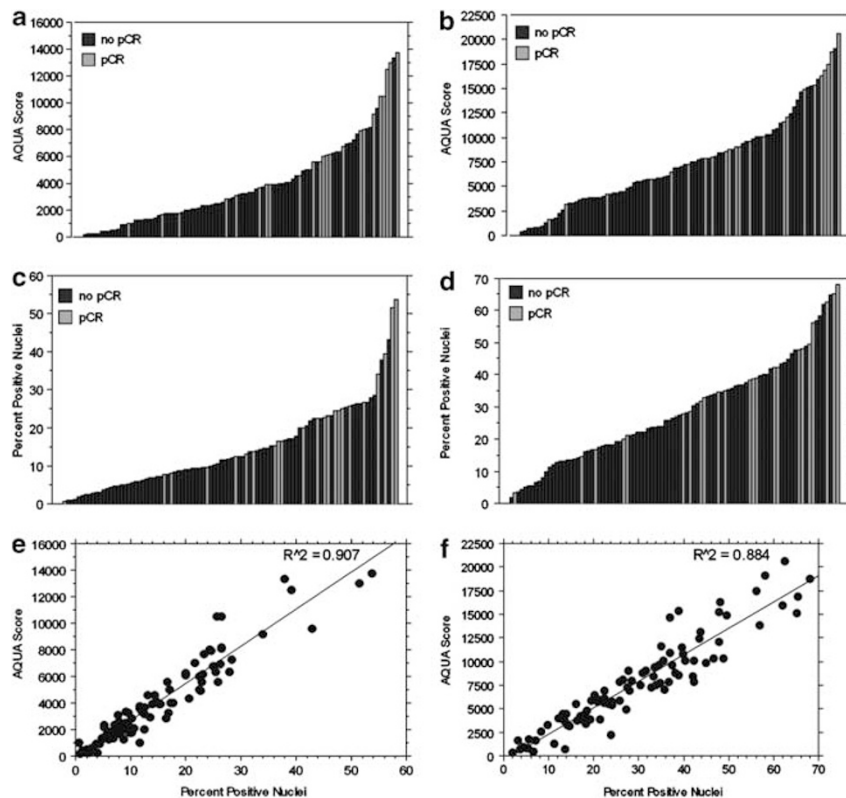 a
16000
14000
12000
10000
8000
6000
4000
2000
0
AQUA Score
no pCR
pCR
b
22500
20000
17500
15000
12500
10000
7500
5000
22500
0
AQUA Score
no pCR
pCR
c
60
50
40
30
20
10
0
Percent Positive Nuclei
no pCR
pCR
d
70
60
50
40
30
20
10
0
Percent Positive Nuclei
no pCR
pCR
e
16000
14000
12000
10000
8000
6000
4000
2000
0
AQUA Score
R^2 = 0.907
0 10 20 30 40 50 60
Percent Positive Nuclei
f
22500
20000
17500
15000
12500
10000
7500
5000
2500
0
AQUA Score
R^2 = 0.884
0 10 20 30 40 50 60 70
Percent Positive Nuclei